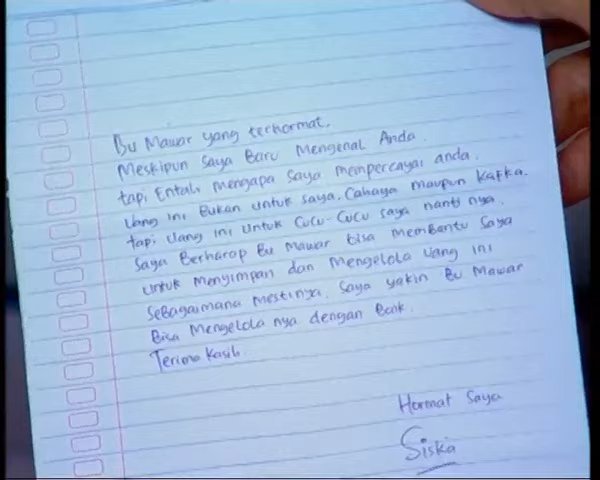 Bu Mawar yang terhormat.
Meskipun Saya Baru Mengenal Anda.
tapi Entah mengapa Saya mempercayai anda.
Uang ini Bukan untuk saya, Cahaya maupun Kafka.
tapi Uang ini Untuk Cucu-Cucu saya nanti nya.
Saya Berharap Bu Mawar bisa Membantu Saya
untuk Menyimpan dan Mengelola Uang ini
Sebagaimana Mestinya. Saya yakin Bu Mawar
Bisa Mengelola nya dengan Baik.
Terima Kasih.
Hormat Saya
Siska